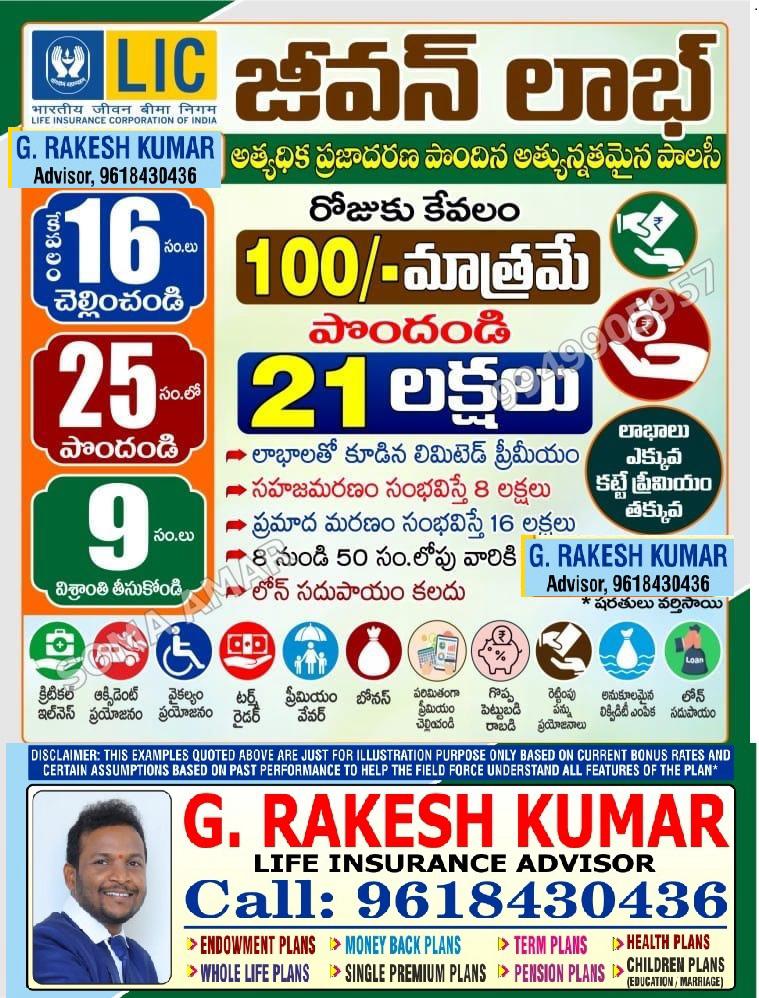 LIC
भारतीय जीवन बीमा निगम
LIFE INSURANCE CORPORATION OF INDIA
జీవన్ లాభ్
G. RAKESH KUMAR
Advisor, 9618430436
అత్యధిక ప్రజాదరణ పొందిన అత్యున్నతమైన పాలసీ
16 సం.లు
చెల్లించండి
25 సం.లో
పొందండి
9 సం.లు
విశ్రాంతి తీసుకోండి
రోజుకు కేవలం
100/-మాత్రమే
పొందండి
21 లక్షలు
లాభాలతో కూడిన లిమిటెడ్ ప్రీమీయం
సహజమరణం సంభవిస్తే 8 లక్షలు
ప్రమాద మరణం సంభవిస్తే 16 లక్షలు
8 నుండి 50 సం.లోపు వారికి
లోన్ సదుపాయం కలదు
లాభాలు
ఎక్కువ
కట్టే ప్రీమియం
తక్కువ
G. RAKESH KUMAR
Advisor, 9618430436
* షరతులు వర్తిసాయి
SOMA AMAR
9949905957
Loan
క్రిటికల్ ఇల్‌నెస్
ఆక్సిడెంట్ ప్రయోజనం
వైకల్యం ప్రయోజనం
టర్మ్ రైడర్
ప్రీమియం వేవర్
బోనస్
పరిమితంగా ప్రీమియం చెల్లించండి
గొప్ప పెట్టుబడి రాబడి
రెట్టింపు పన్ను ప్రయోజనాలు
అనుకూలమైన లిక్విడిటీ ఎంపిక
లోన్ సదుపాయం
DISCLAIMER: THIS EXAMPLES QUOTED ABOVE ARE JUST FOR ILLUSTRATION PURPOSE ONLY BASED ON CURRENT BONUS RATES AND
CERTAIN ASSUMPTIONS BASED ON PAST PERFORMANCE TO HELP THE FIELD FORCE UNDERSTAND ALL FEATURES OF THE PLAN*
G. RAKESH KUMAR
LIFE INSURANCE ADVISOR
Call: 9618430436
ENDOWMENT PLANS MONEY BACK PLANS TERM PLANS HEALTH PLANS
WHOLE LIFE PLANS SINGLE PREMIUM PLANS PENSION PLANS CHILDREN PLANS
(EDUCATION / MARRIAGE)